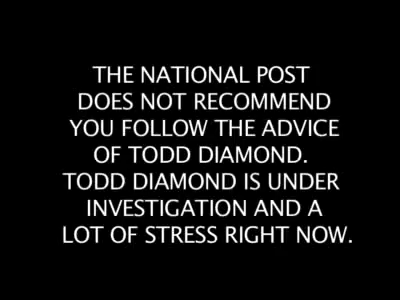 THE NATIONAL POST
DOES NOT RECOMMEND
YOU FOLLOW THE ADVICE
OF TODD DIAMOND.
TODD DIAMOND IS UNDER
INVESTIGATION AND A
LOT OF STRESS RIGHT NOW.